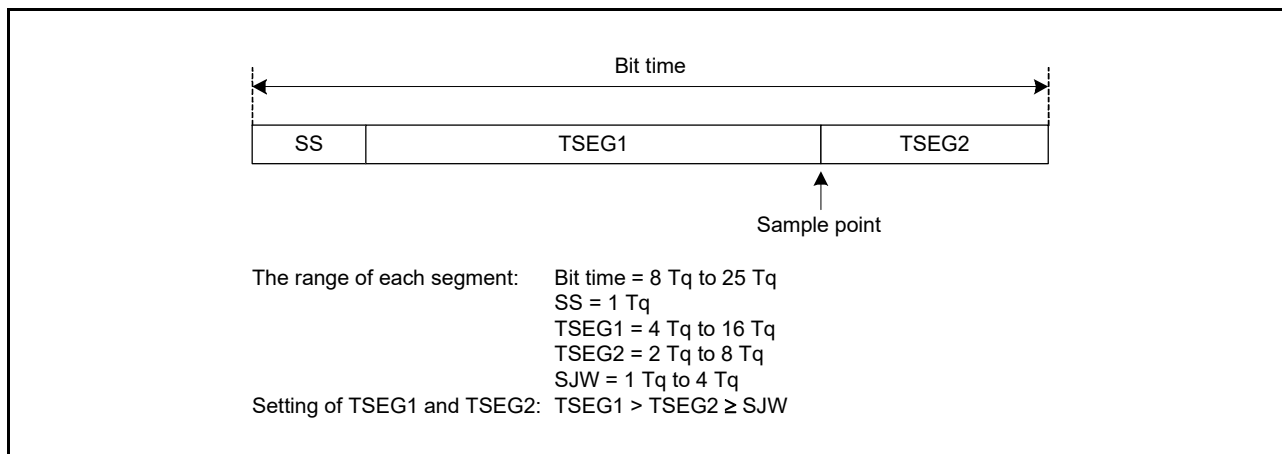 Bit time
SS TSEG1 TSEG2
Sample point
The range of each segment: Bit time = 8 Tq to 25 Tq
SS = 1 Tq
TSEG1 = 4 Tq to 16 Tq
TSEG2 = 2 Tq to 8 Tq
SJW = 1 Tq to 4 Tq
Setting of TSEG1 and TSEG2: TSEG1 > TSEG2 ≥ SJW